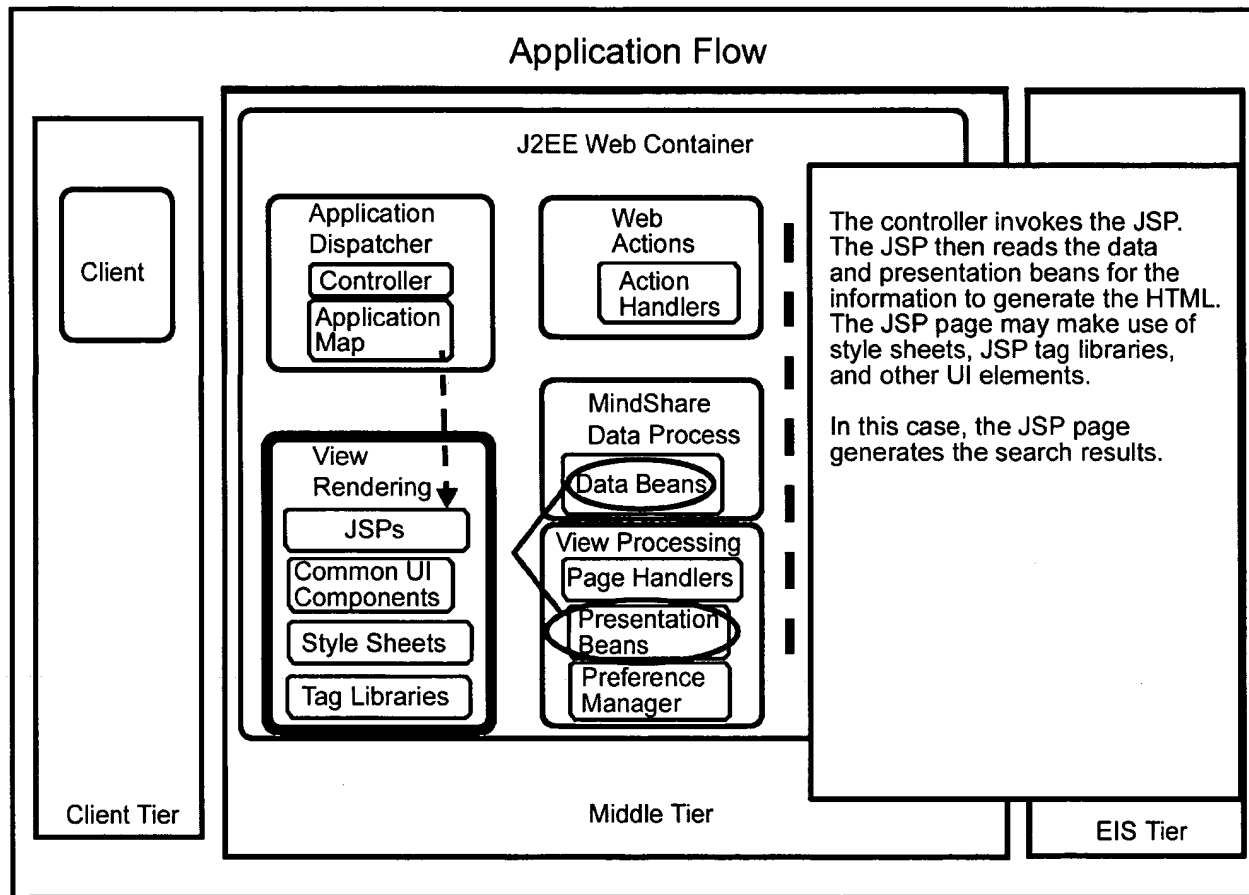 Application Flow
J2EE Web Container
Client
Client Tier
Application
Dispatcher
Controller
Application
Map
View
Rendering
JSPs
Common UI
Components
Style Sheets
Tag Libraries
Web
Actions
Action
Handlers
MindShare
Data Process
Data Beans
View Processing
Page Handlers
Presentation
Beans
Preference
Manager
Middle Tier
The controller invokes the JSP.
The JSP then reads the data
and presentation beans for the
information to generate the HTML.
The JSP page may make use of
style sheets, JSP tag libraries,
and other UI elements.
In this case, the JSP page
generates the search results.
EIS Tier